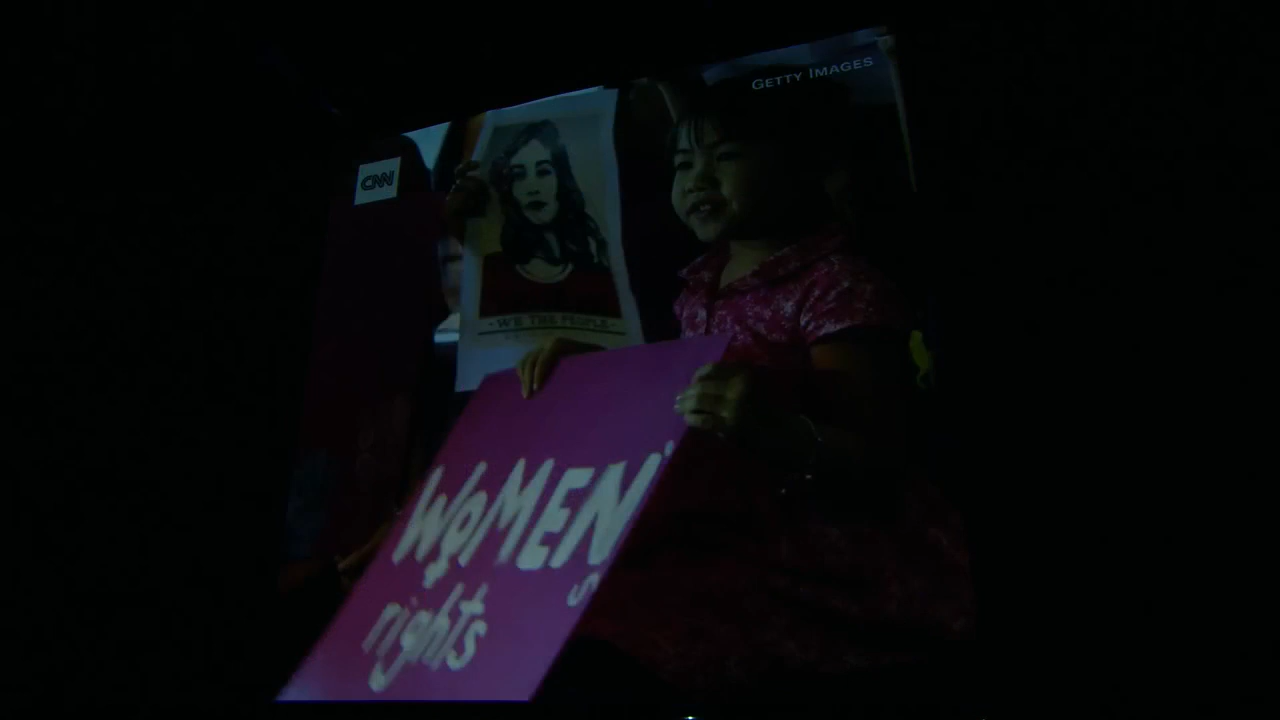 GETTY IMAGES
CNN
- WE THE PEOPLE -
WOMEN'
s
rights